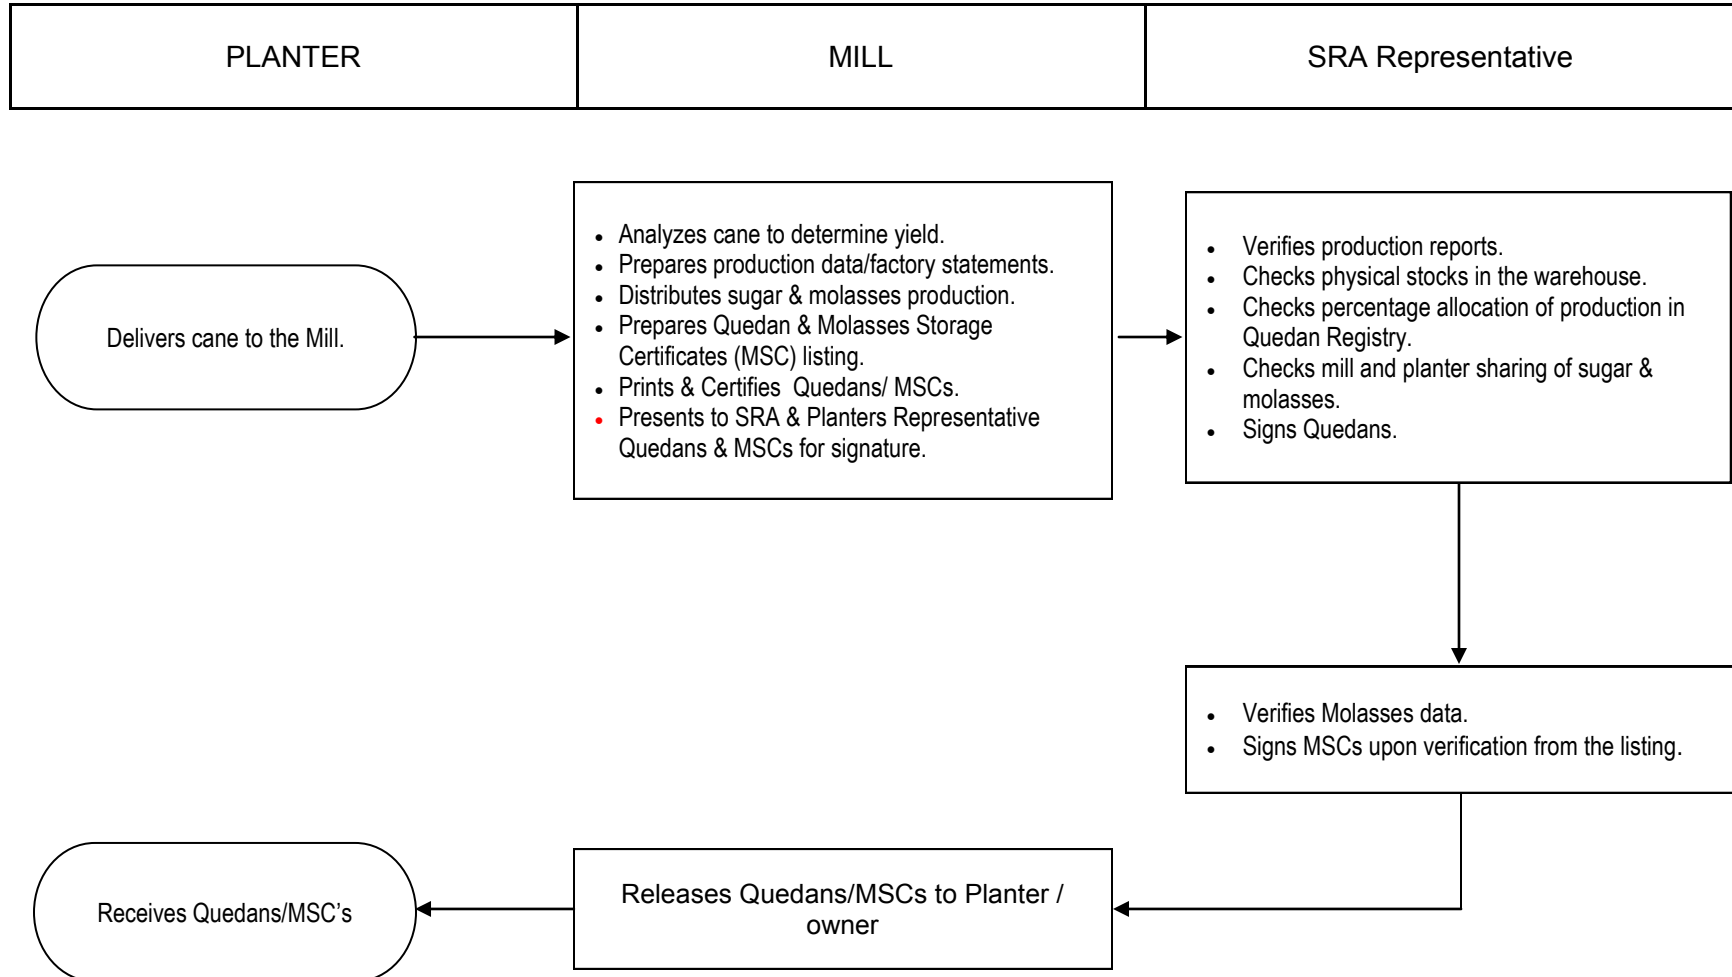 PLANTER
MILL
SRA Representative
Delivers cane to the Mill.
• Analyzes cane to determine yield.
• Prepares production data/factory statements.
• Distributes sugar & molasses production.
• Prepares Quedan & Molasses Storage
Certificates (MSC) listing.
• Prints & Certifies Quedans/ MSCs.
• Presents to SRA & Planters Representative
Quedans & MSCs for signature.
• Verifies production reports.
• Checks physical stocks in the warehouse.
• Checks percentage allocation of production in
Quedan Registry.
• Checks mill and planter sharing of sugar &
molasses.
• Signs Quedans.
• Verifies Molasses data.
• Signs MSCs upon verification from the listing.
Releases Quedans/MSCs to Planter /
owner
Receives Quedans/MSC’s